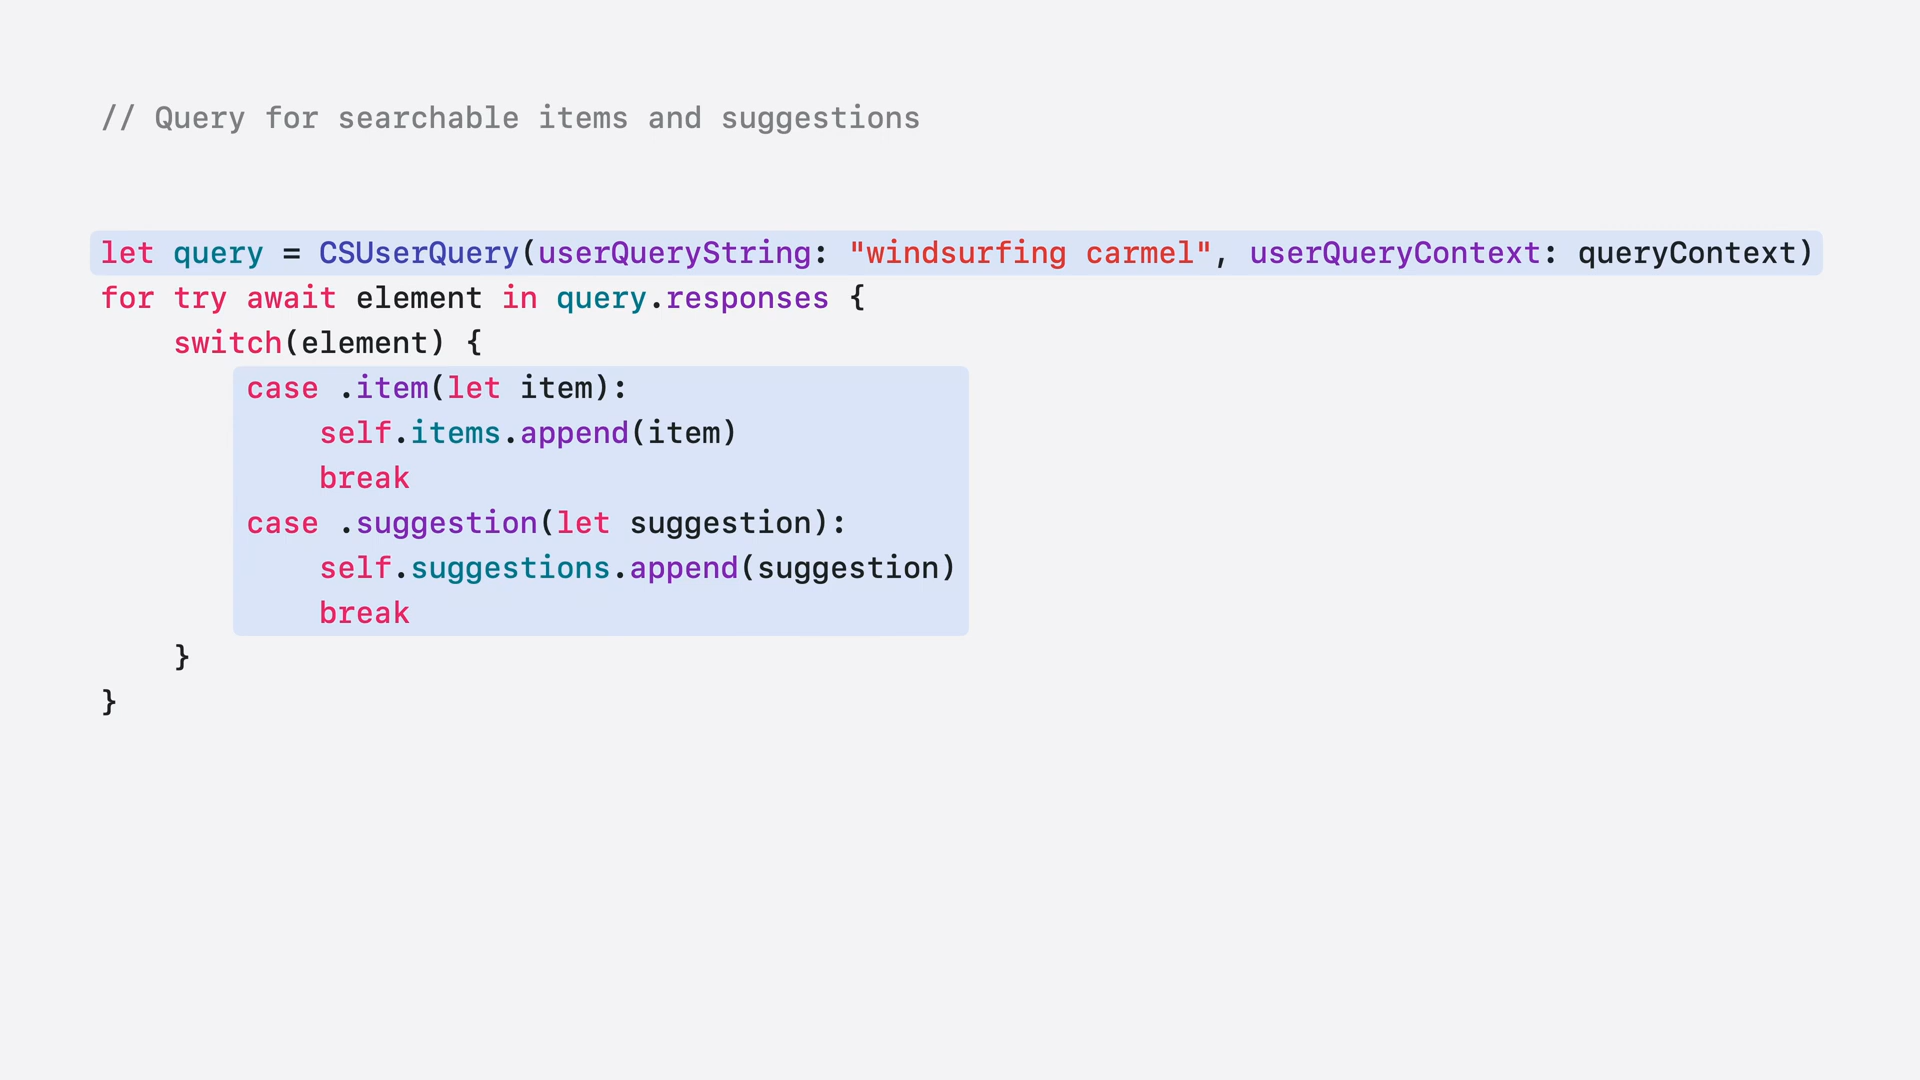 // Query for searchable items and suggestions
let query = CSUserQuery(userQueryString: "windsurfing carmel", userQueryContext: queryContext)
for try await element in query.responses {
    switch(element) {
        case .item(let item):
            self.items.append(item)
            break
        case .suggestion(let suggestion):
            self.suggestions.append(suggestion)
            break
    }
}